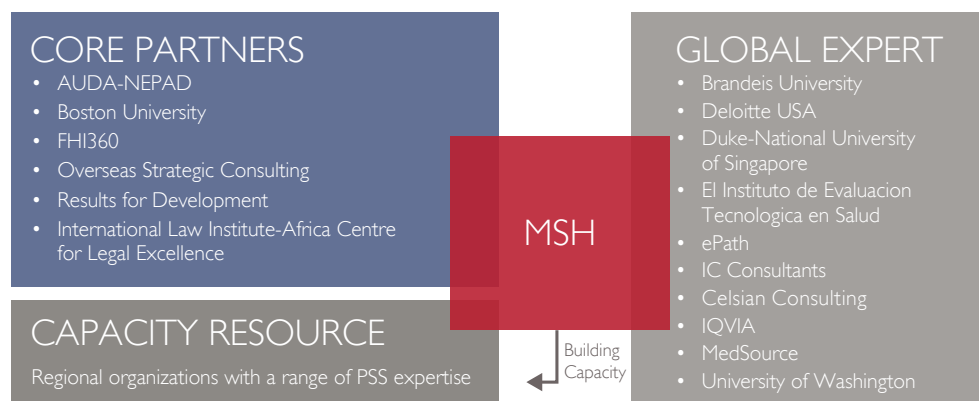 CORE PARTNERS
• AUDA-NEPAD
• Boston University
• FHI360
• Overseas Strategic Consulting
• Results for Development
• International Law Institute-Africa Centre
for Legal Excellence
CAPACITY RESOURCE
Regional organizations with a range of PSS expertise
MSH
Building
Capacity
GLOBAL EXPERT
• Brandeis University
• Deloitte USA
• Duke-National University
of Singapore
• El Instituto de Evaluacion
Tecnologica en Salud
• ePath
• IC Consultants
• Celsian Consulting
• IQVIA
• MedSource
• University of Washington